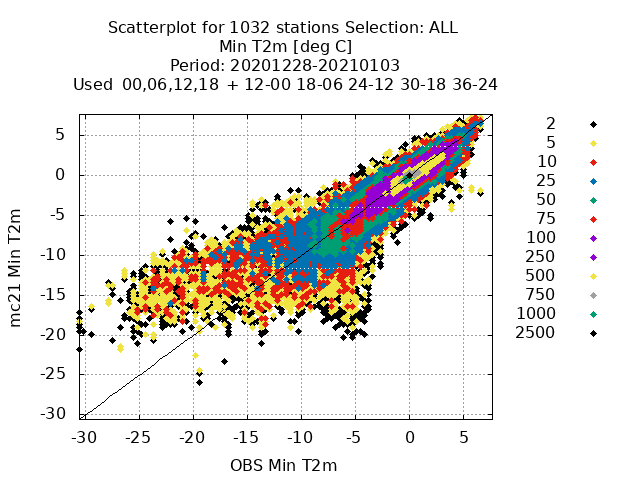 Scatterplot for 1032 stations Selection: ALL
Min T2m [deg C]
Period: 20201228-20210103
Used 00,06,12,18 + 12-00 18-06 24-12 30-18 36-24
mc21 Min T2m
5
0
-5
-10
-15
-20
-25
-30
-30 -25 -20 -15 -10 -5 0 5
OBS Min T2m
2
5
10
25
50
75
100
250
500
750
1000
2500